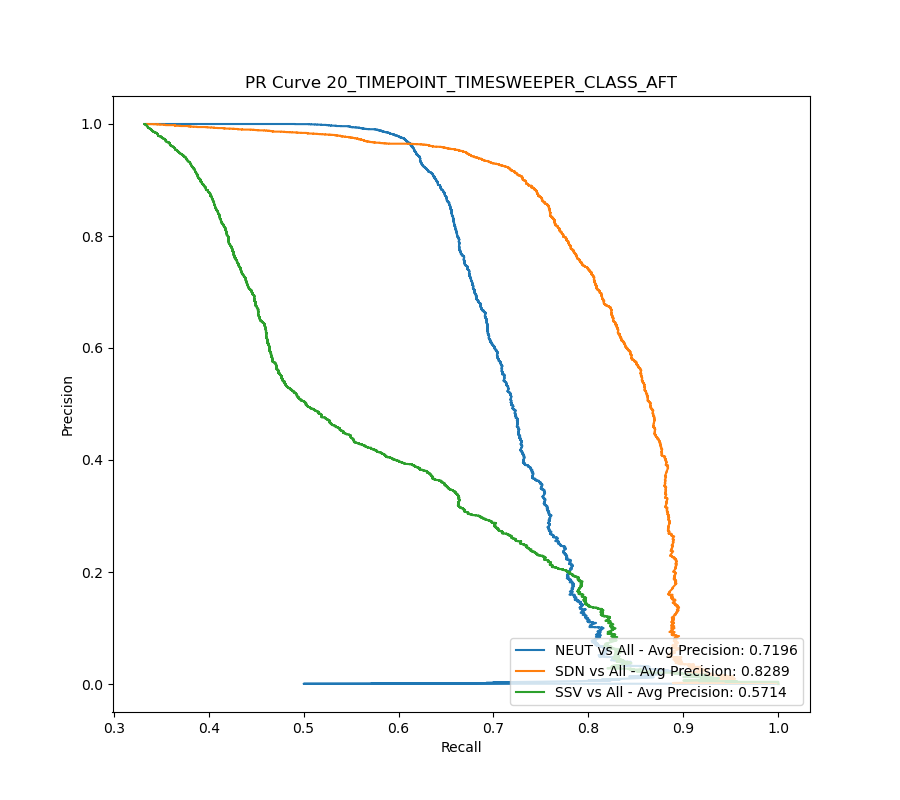 PR Curve 20_TIMEPOINT_TIMESWEEPER_CLASS_AFT
1.0
0.8
0.6
0.4
0.2
0.0
Precision
NEUT vs All - Avg Precision: 0.7196
SDN vs All - Avg Precision: 0.8289
SSV vs All - Avg Precision: 0.5714
0.3 0.4 0.5 0.6 0.7 0.8 0.9 1.0
Recall